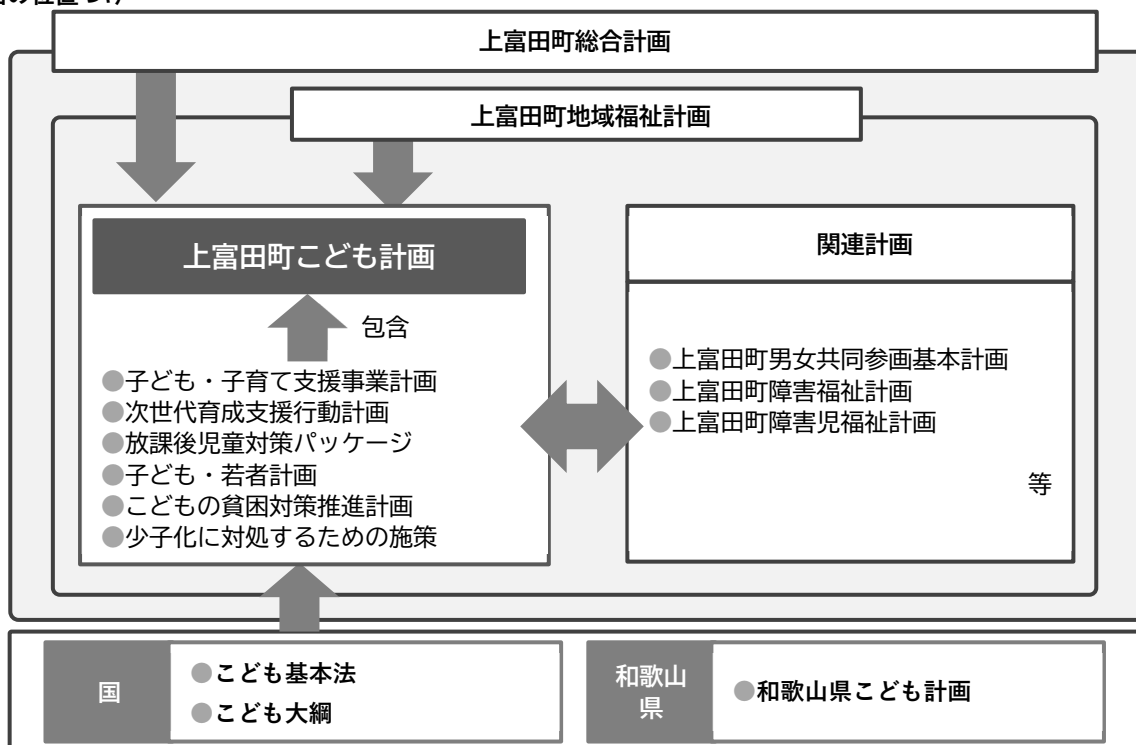 上富田町総合計画
上富田町地域福祉計画
上富田町こども計画
包含
●子ども・子育て支援事業計画
●次世代育成支援行動計画
●放課後児童対策パッケージ
●子ども・若者計画
●こどもの貧困対策推進計画
●少子化に対処するための施策
関連計画
●上富田町男女共同参画基本計画
●上富田町障害福祉計画
●上富田町障害児福祉計画
等
国
●こども基本法
●こども大綱
和歌山
県
●和歌山県こども計画